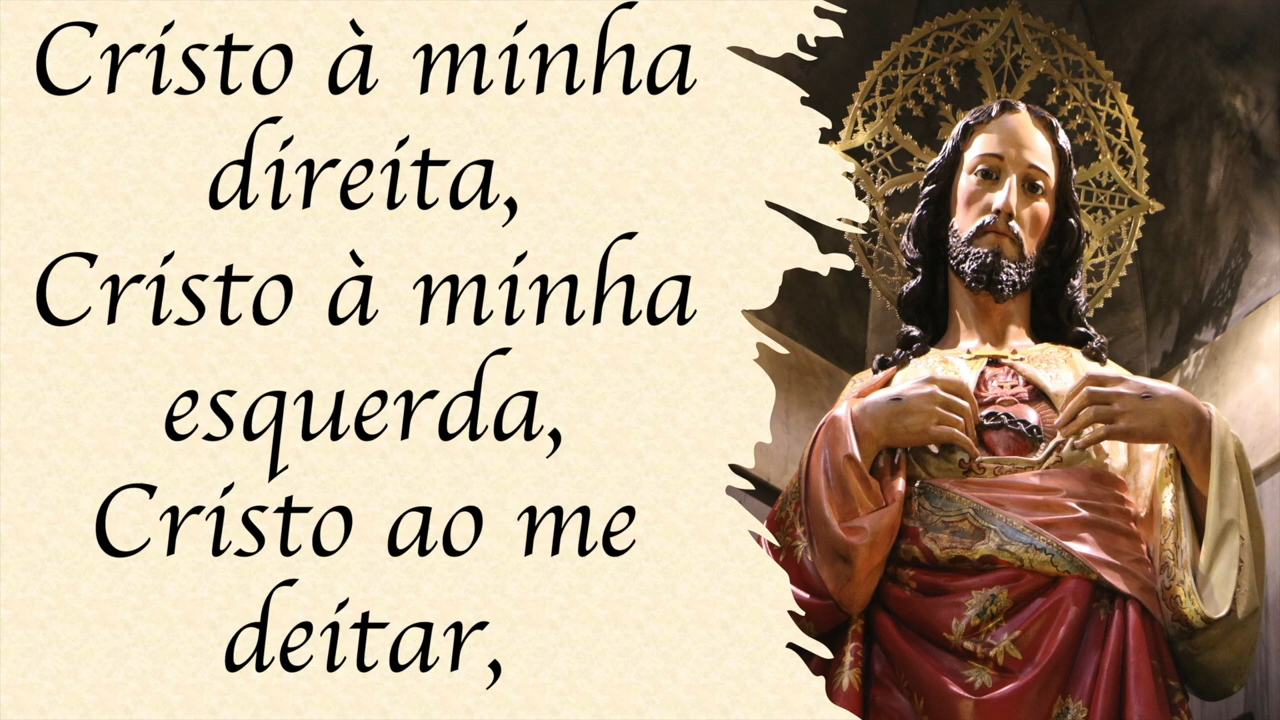 Cristo à minha
direita,
Cristo à minha
esquerda,
Cristo ao me
deitar,